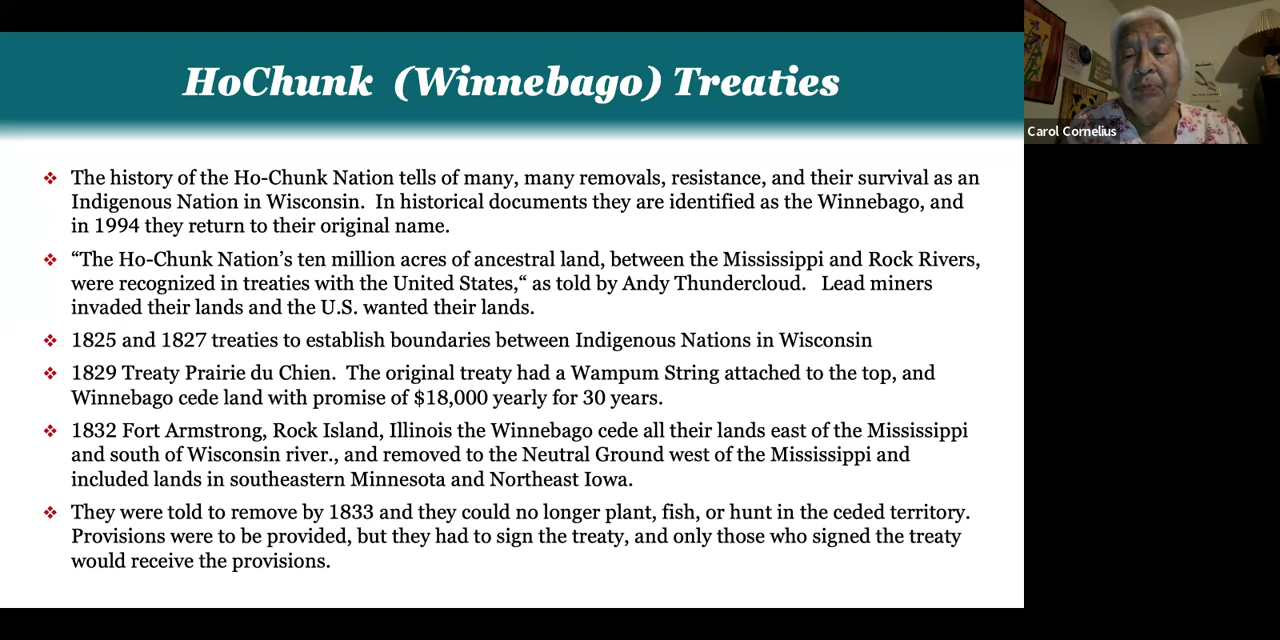 HoChunk (Winnebago) Treaties
The history of the Ho-Chunk Nation tells of many, many removals, resistance, and their survival as an
Indigenous Nation in Wisconsin. In historical documents they are identified as the Winnebago, and
in 1994 they return to their original name.
“The Ho-Chunk Nation’s ten million acres of ancestral land, between the Mississippi and Rock Rivers,
were recognized in treaties with the United States,“ as told by Andy Thundercloud. Lead miners
invaded their lands and the U.S. wanted their lands.
1825 and 1827 treaties to establish boundaries between Indigenous Nations in Wisconsin
1829 Treaty Prairie du Chien. The original treaty had a Wampum String attached to the top, and
Winnebago cede land with promise of $18,000 yearly for 30 years.
1832 Fort Armstrong, Rock Island, Illinois the Winnebago cede all their lands east of the Mississippi
and south of Wisconsin river., and removed to the Neutral Ground west of the Mississippi and
included lands in southeastern Minnesota and Northeast Iowa.
They were told to remove by 1833 and they could no longer plant, fish, or hunt in the ceded territory.
Provisions were to be provided, but they had to sign the treaty, and only those who signed the treaty
would receive the provisions.
Carol Cornelius